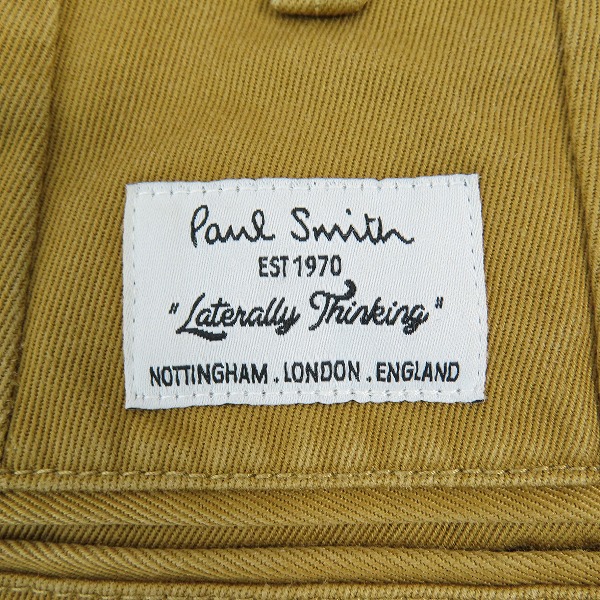 Paul Smith
EST 1970
"Laterally Thinking"
NOTTINGHAM . LONDON . ENGLAND